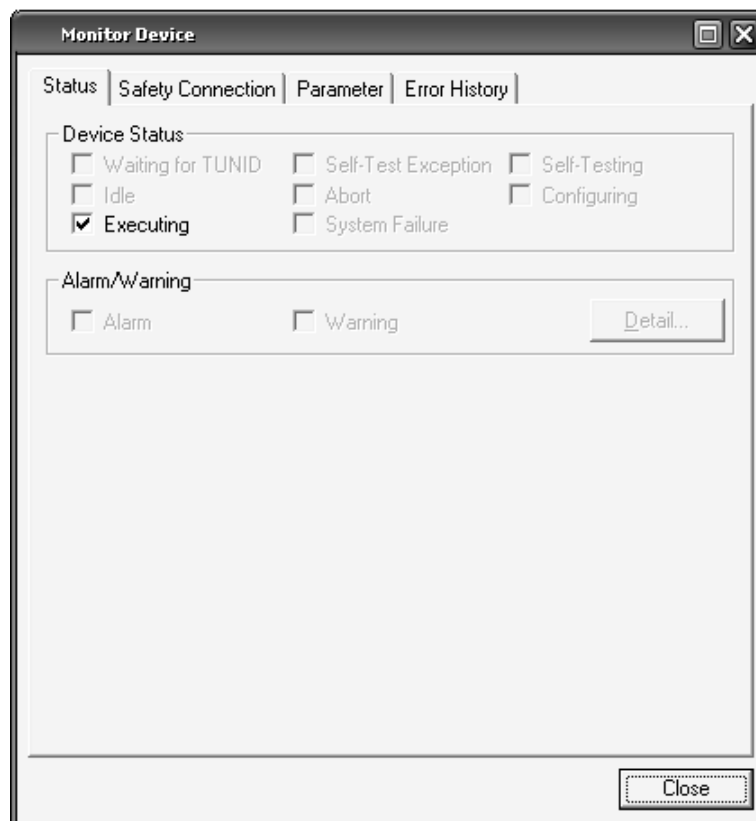 Monitor Device
Status Safety Connection Parameter Error History
Device Status
Waiting for TUNID Self-Test Exception Self-Testing
Idle Abort Configuring
Executing System Failure
Alarm/Warning
Alarm Warning Detail...
Close